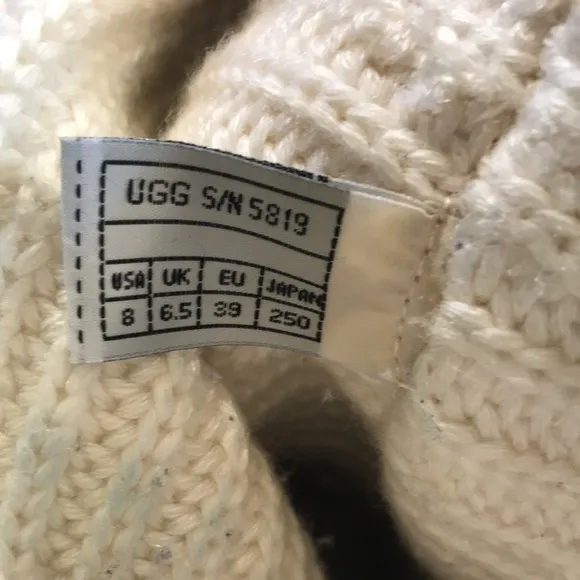 UGG S/N 5819
USA UK EU JAPAN
8 6.5 39 250